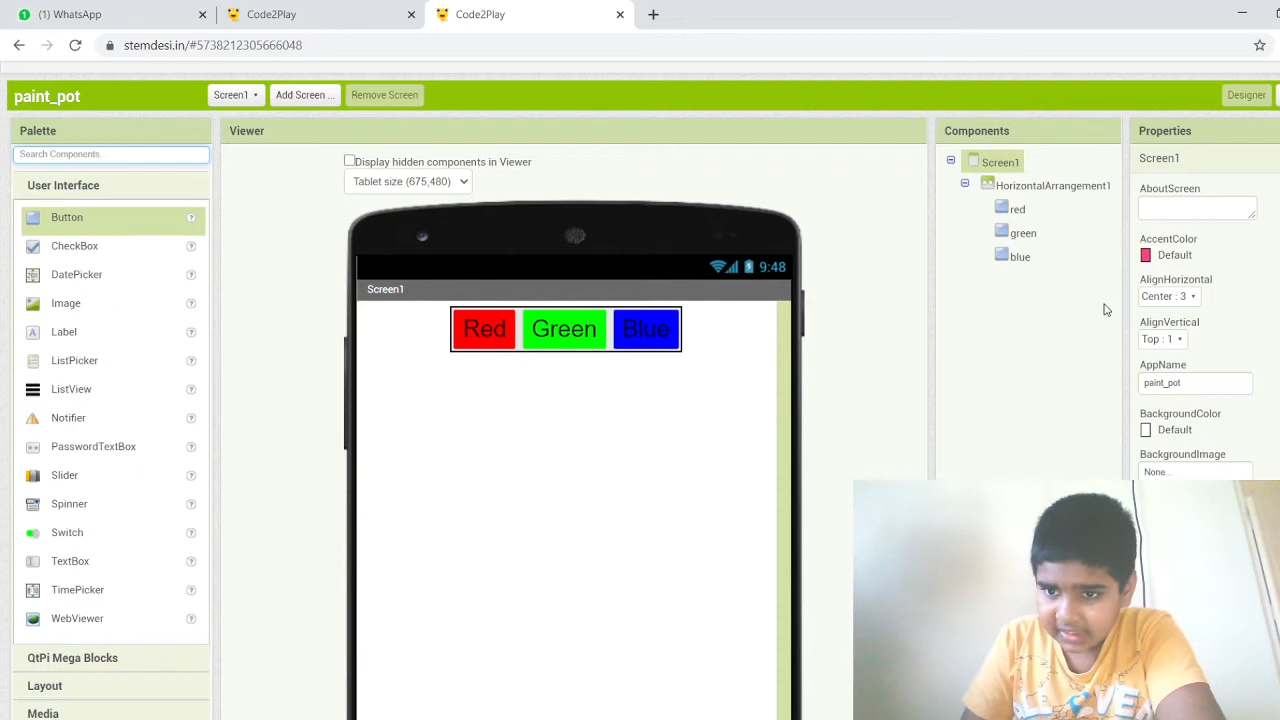 1
(1) WhatsApp
Code2Play
Code2Play
stemdesi.in/#5738212305666048
paint_pot
Screen1
Add Screen ...
Remove Screen
Designer
Palette
Viewer
Components
Properties
Search Components.
Display hidden components in Viewer
Screen1
Screen1
User Interface
Tablet size (675,480)
HorizontalArrangement1
AboutScreen
Button
red
CheckBox
green
AccentColor
DatePicker
9:48
blue
Default
Image
Screen1
AlignHorizontal
Center : 3
Label
Red
Green
Blue
AlignVertical
Top : 1
ListPicker
AppName
paint_pot
ListView
Notifier
BackgroundColor
Default
PasswordTextBox
BackgroundImage
None...
Slider
Spinner
Switch
TextBox
TimePicker
WebViewer
QtPi Mega Blocks
Layout
Media